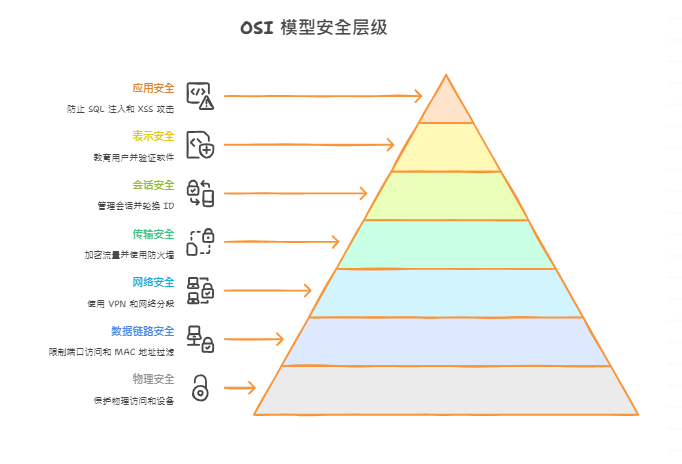 OSI 模型安全层级
应用安全
防止 SQL 注入和 XSS 攻击
表示安全
教育用户并验证软件
会话安全
管理会话并轮换 ID
传输安全
加密流量并使用防火墙
网络安全
使用 VPN 和网络分段
数据链路安全
限制端口访问和 MAC 地址过滤
物理安全
保护物理访问和设备